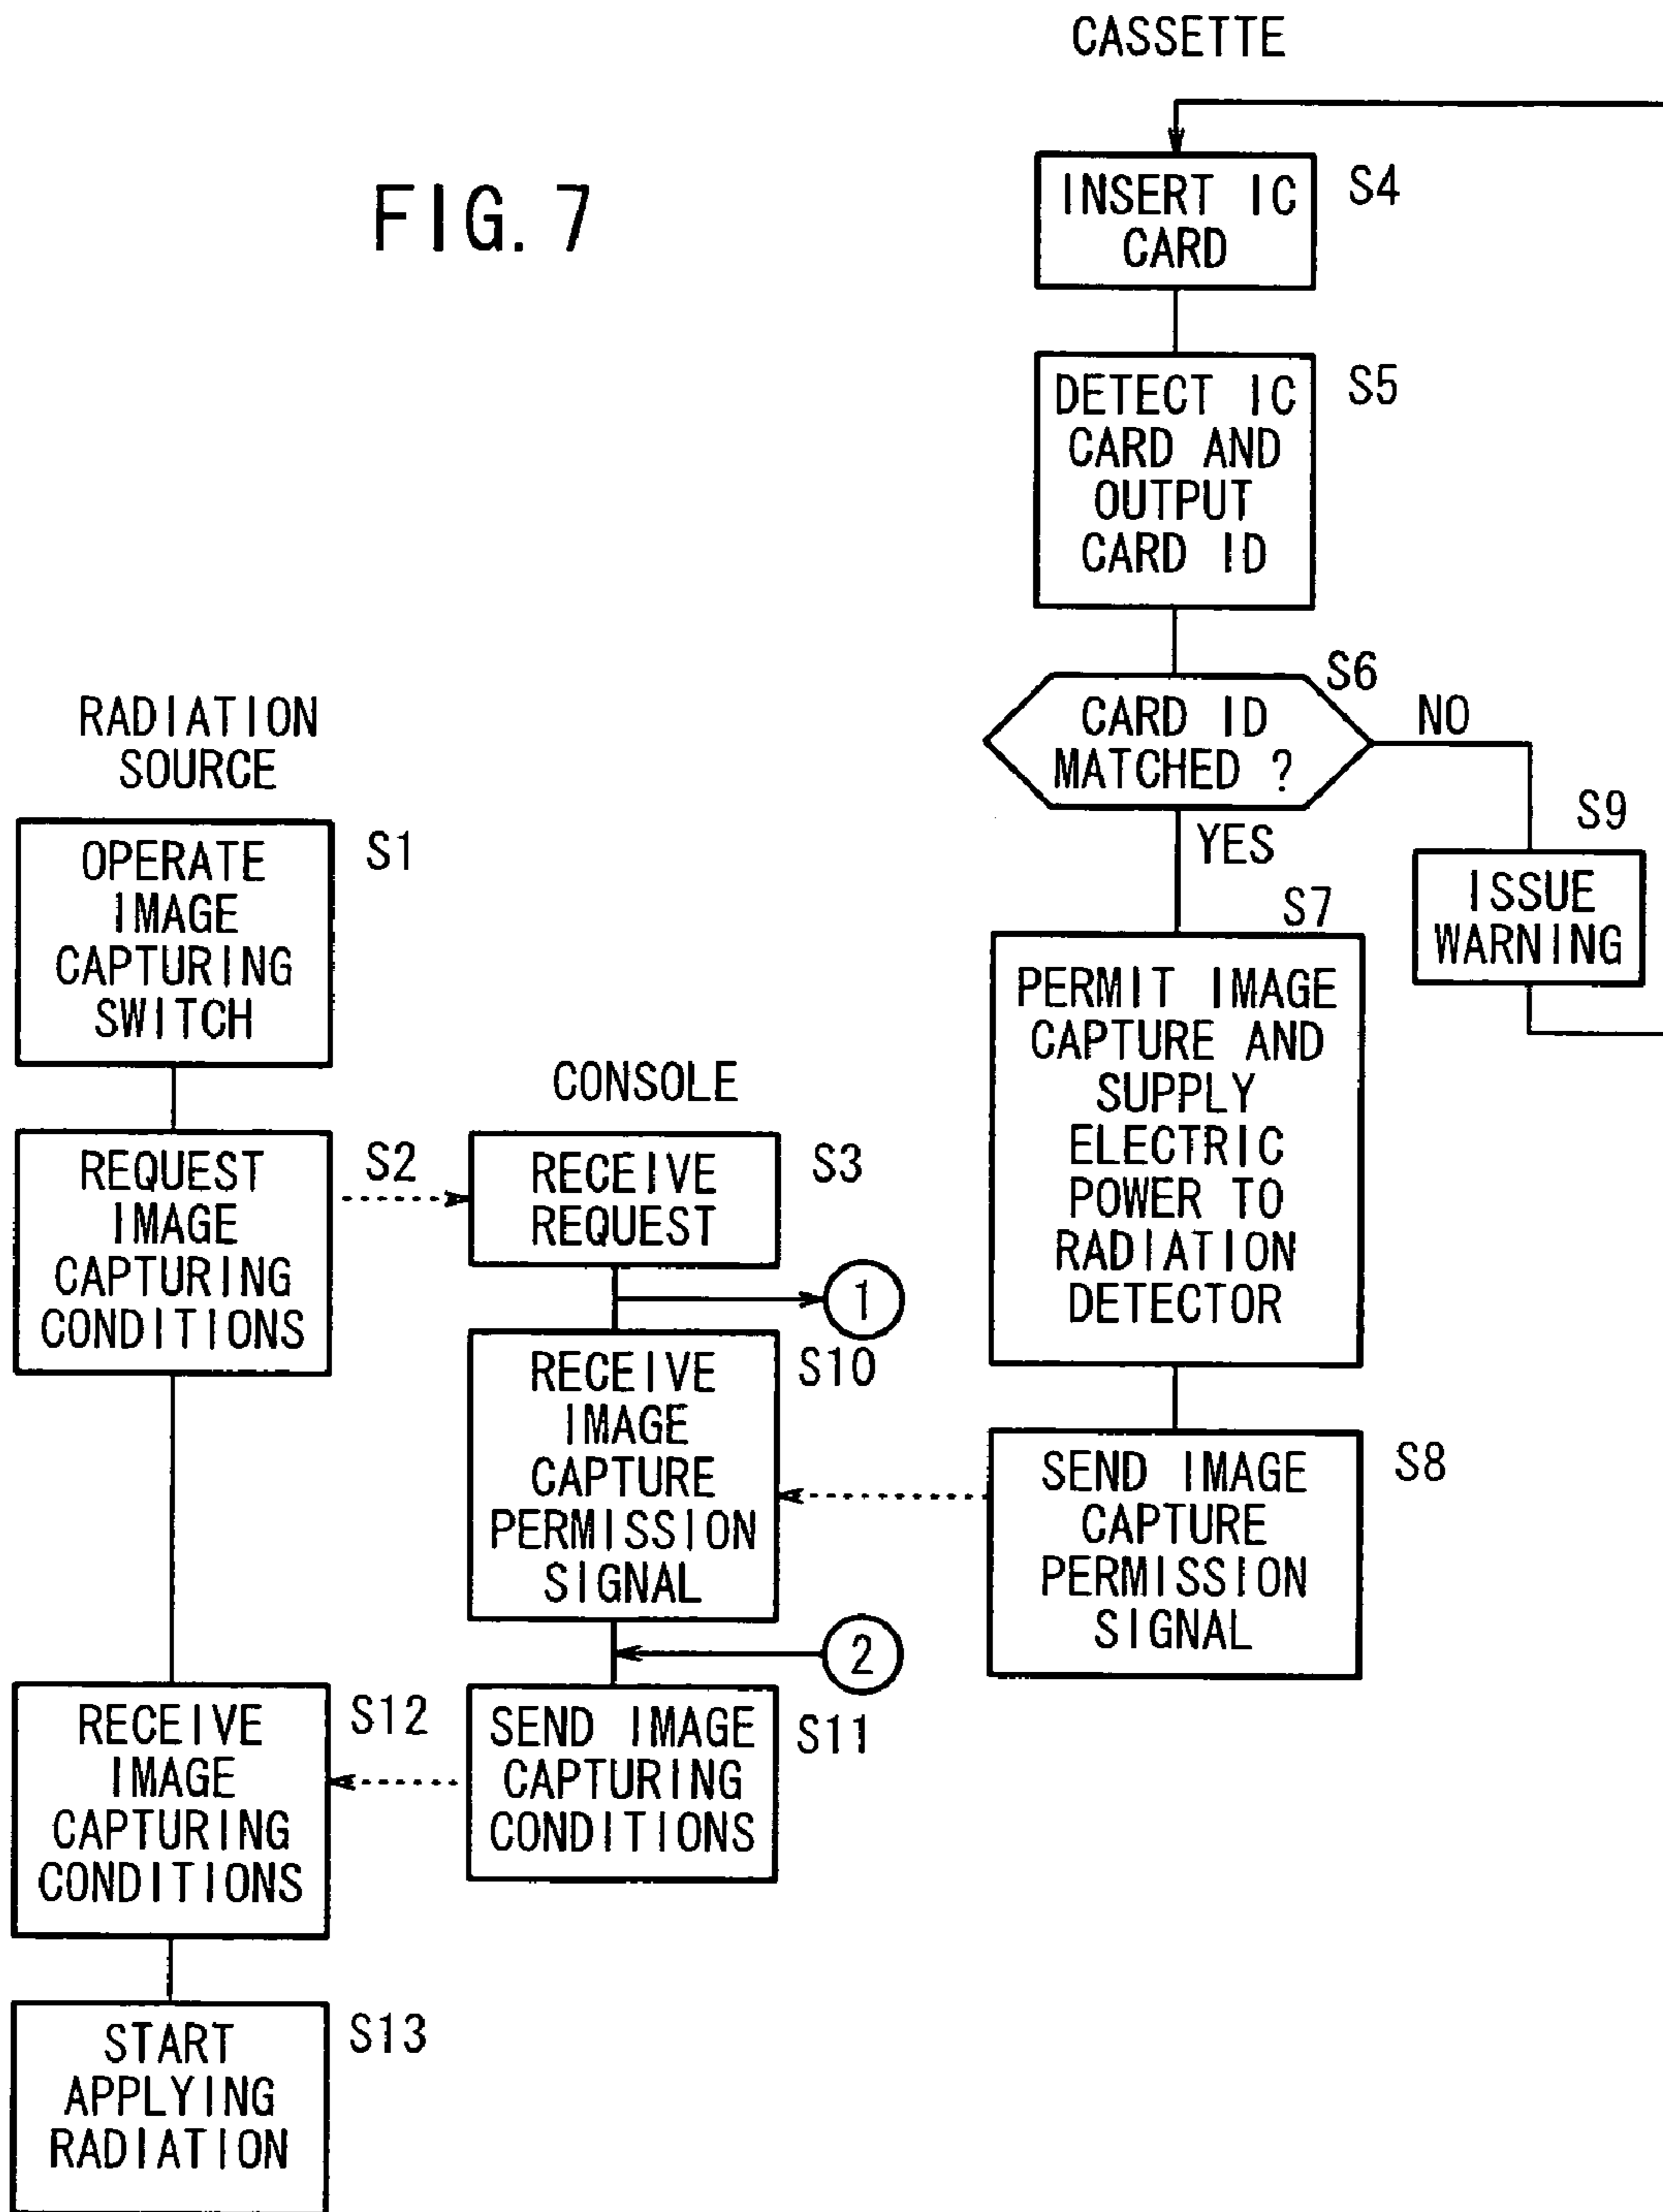 FIG. 7
CASSETTE
INSERT IC
CARD
S4
DETECT IC
CARD AND
OUTPUT
CARD ID
S5
CARD ID
MATCHED ?
S6
NO
YES
S9
ISSUE
WARNING
S7
PERMIT IMAGE
CAPTURE AND
SUPPLY
ELECTRIC
POWER TO
RADIATION
DETECTOR
SEND IMAGE
CAPTURE
PERMISSION
SIGNAL
S8
RADIATION
SOURCE
OPERATE
IMAGE
CAPTURING
SWITCH
S1
REQUEST
IMAGE
CAPTURING
CONDITIONS
S2
CONSOLE
RECEIVE
REQUEST
S3
1
RECEIVE
IMAGE
CAPTURE
PERMISSION
SIGNAL
S10
2
SEND IMAGE
CAPTURING
CONDITIONS
S11
RECEIVE
IMAGE
CAPTURING
CONDITIONS
S12
START
APPLYING
RADIATION
S13